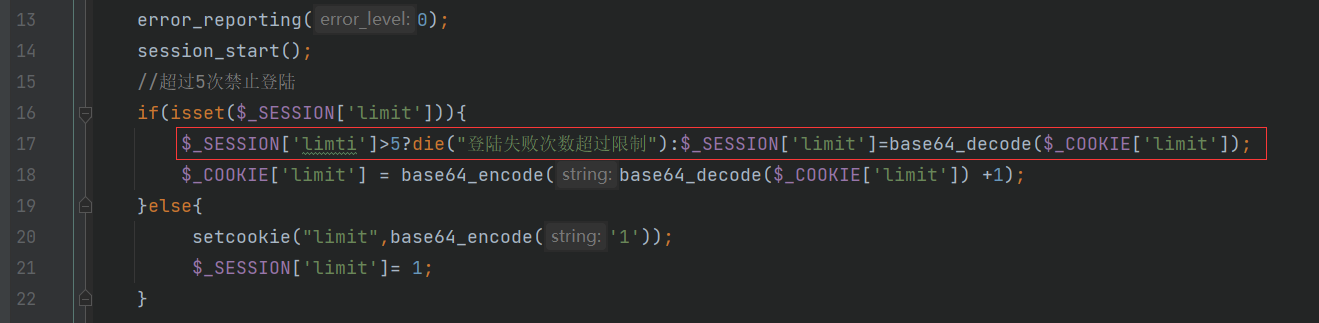 13 error_reporting( error_level: 0);
14 session_start();
15 //超过5次禁止登陆
16 if(isset($_SESSION['limit'])){
17 $_SESSION['limti']>5?die("登陆失败次数超过限制"):$_SESSION['limit']=base64_decode($_COOKIE['limit']);
18 $_COOKIE['limit'] = base64_encode( string: base64_decode($_COOKIE['limit']) +1);
19 }else{
20 setcookie("limit",base64_encode( string: '1'));
21 $_SESSION['limit']= 1;
22 }